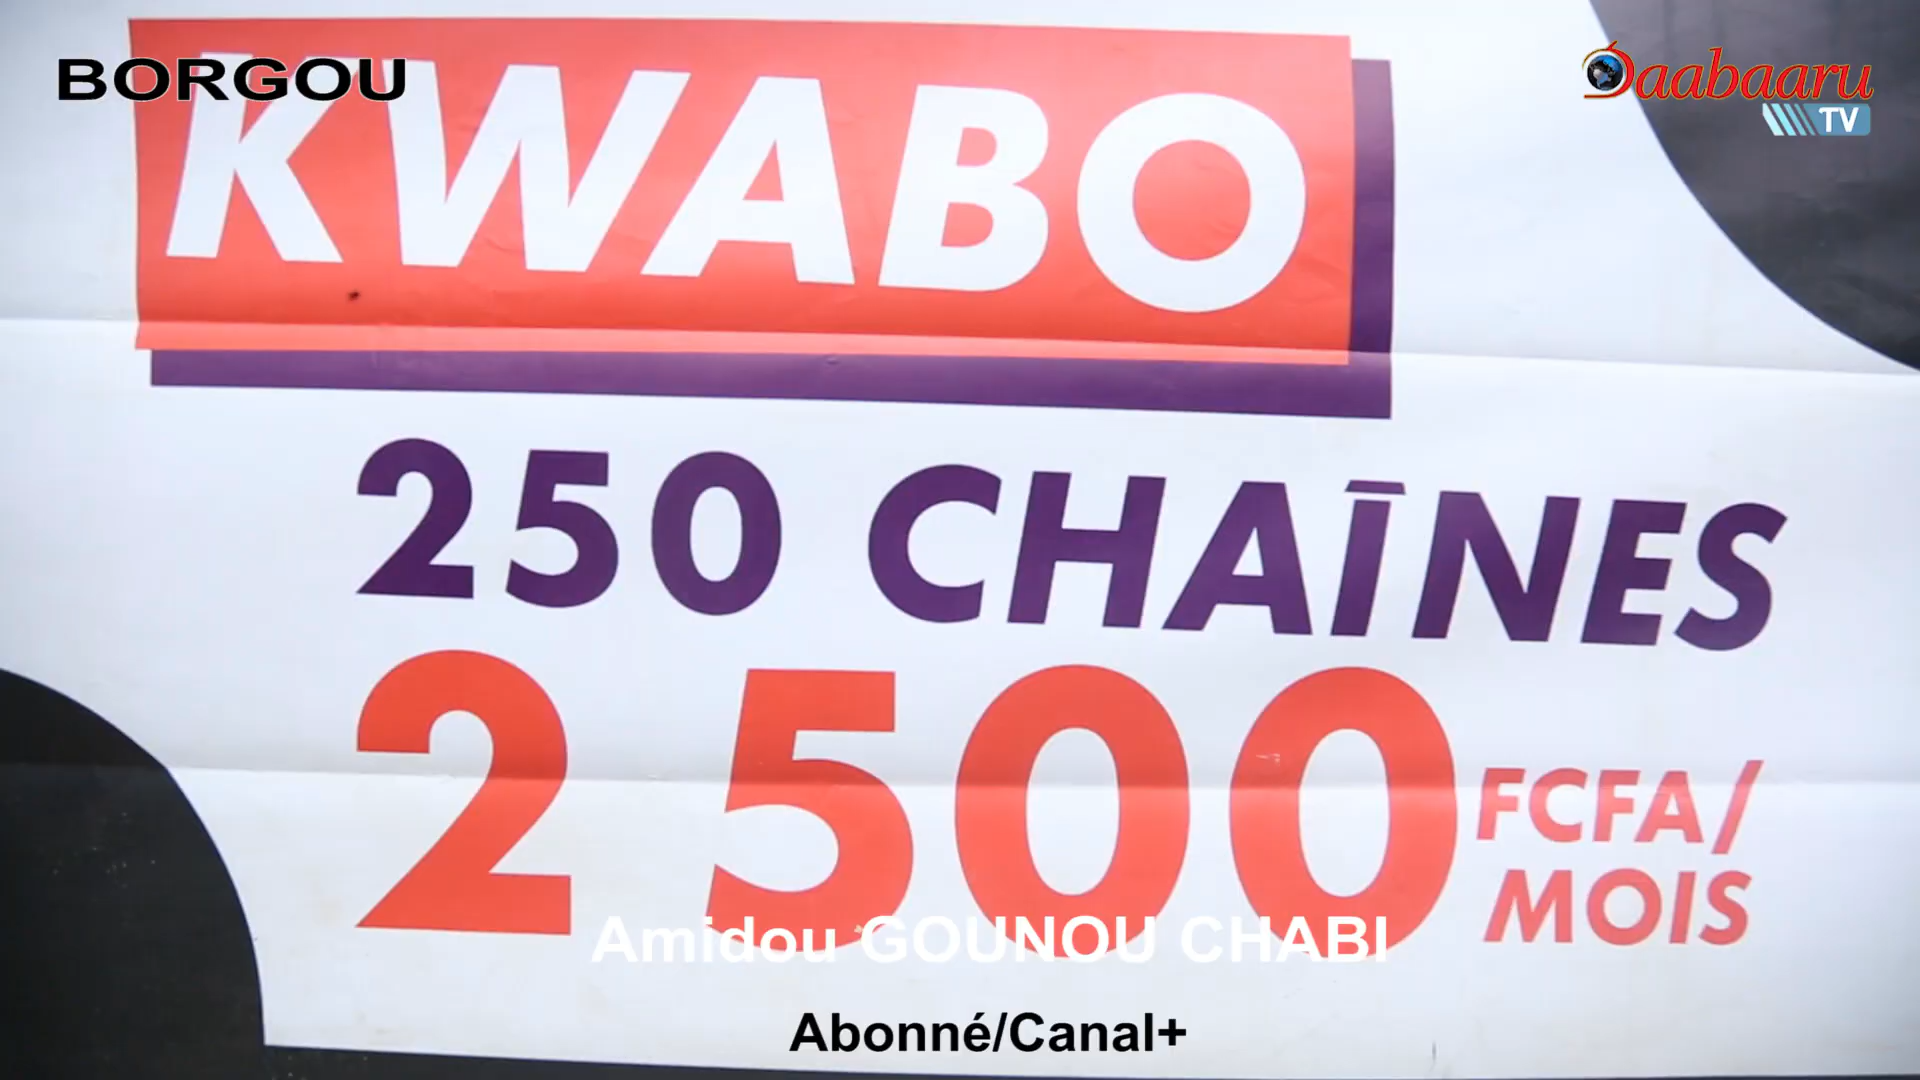 BORGOU
Daabaaru
TV
KWABO
250 CHAÎNES
2 500 FCFA/
MOIS
Amidou GOUNOU CHABI
Abonné/Canal+